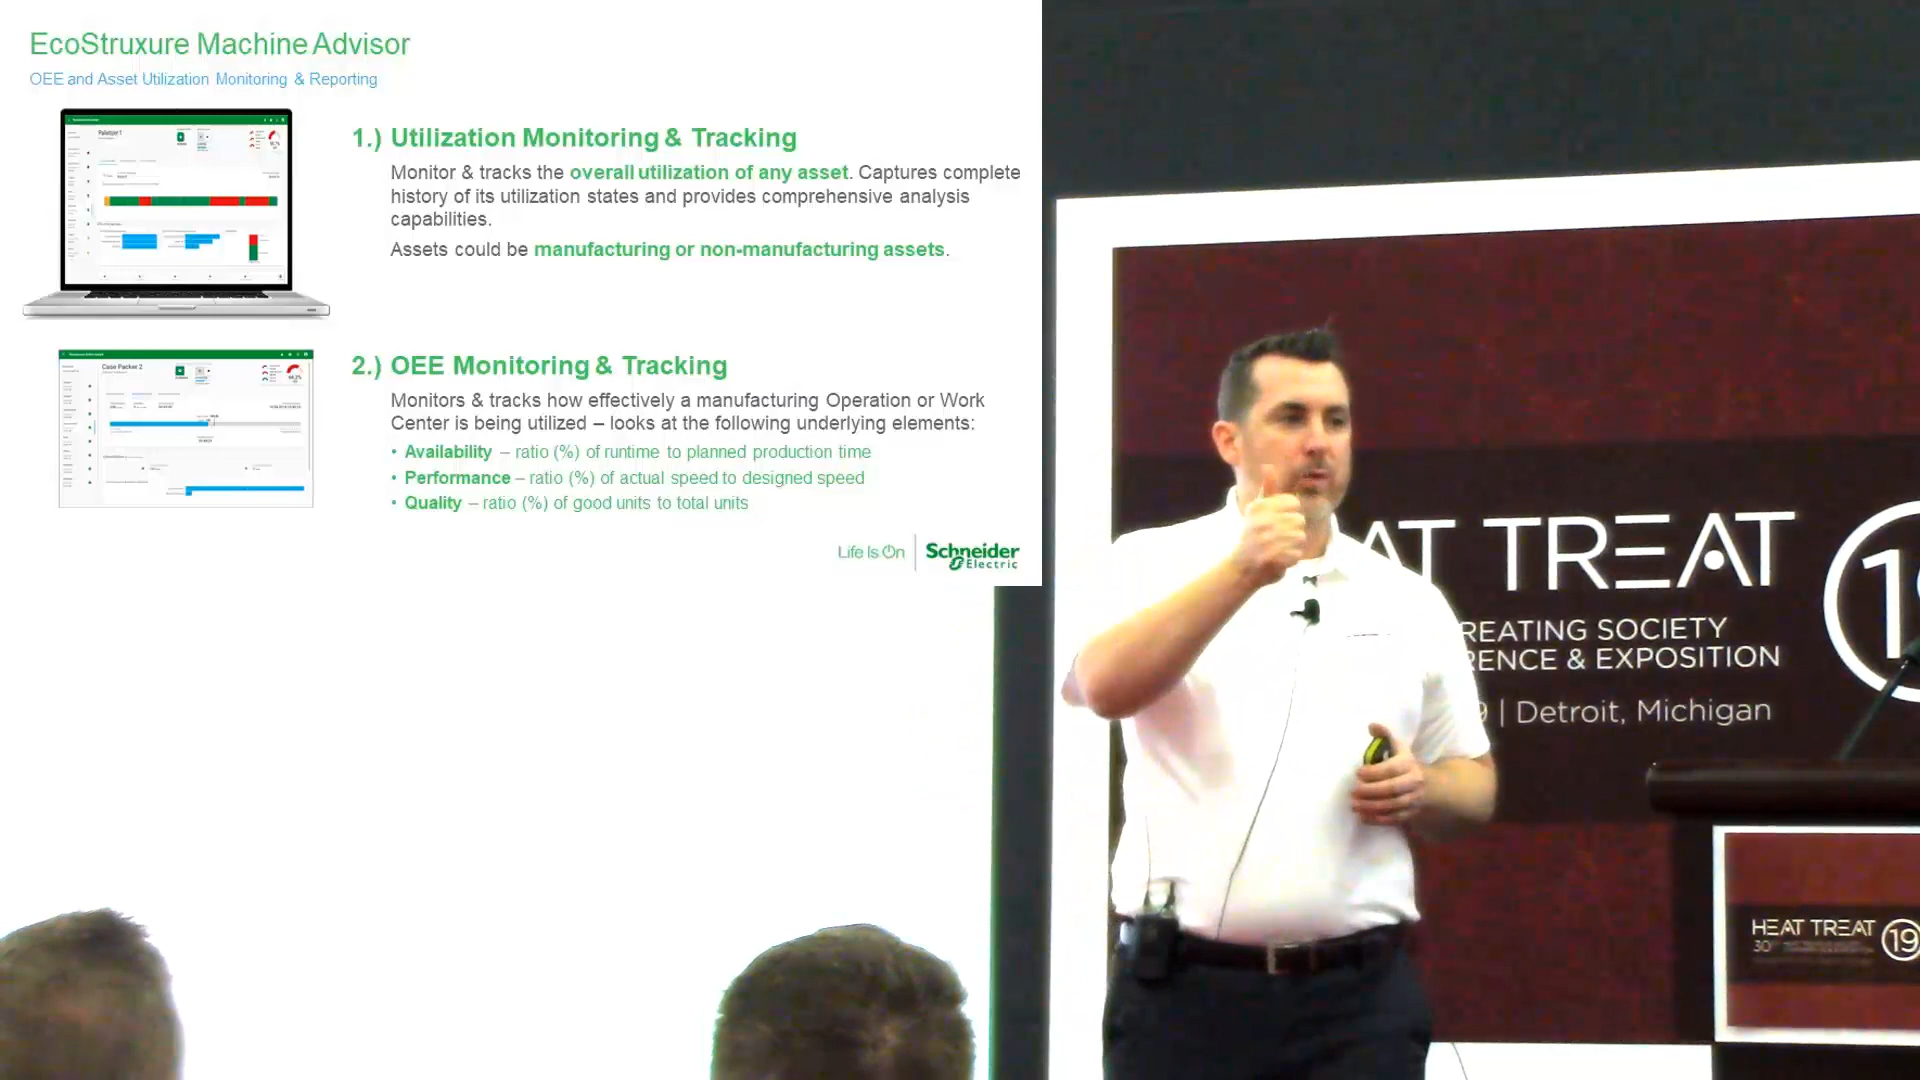 EcoStruxure Machine Advisor
OEE and Asset Utilization Monitoring & Reporting
1.) Utilization Monitoring & Tracking
Monitor & tracks the overall utilization of any asset. Captures complete
history of its utilization states and provides comprehensive analysis
capabilities.
Assets could be manufacturing or non-manufacturing assets.
Case Packer 2
2.) OEE Monitoring & Tracking
Monitors & tracks how effectively a manufacturing Operation or Work
Center is being utilized – looks at the following underlying elements:
• Availability – ratio (%) of runtime to planned production time
• Performance – ratio (%) of actual speed to designed speed
• Quality – ratio (%) of good units to total units
Life Is On
Schneider
Electric
AT TREAT
REATING SOCIETY
RENCE & EXPOSITION
9 | Detroit, Michigan
HEAT TREAT 19